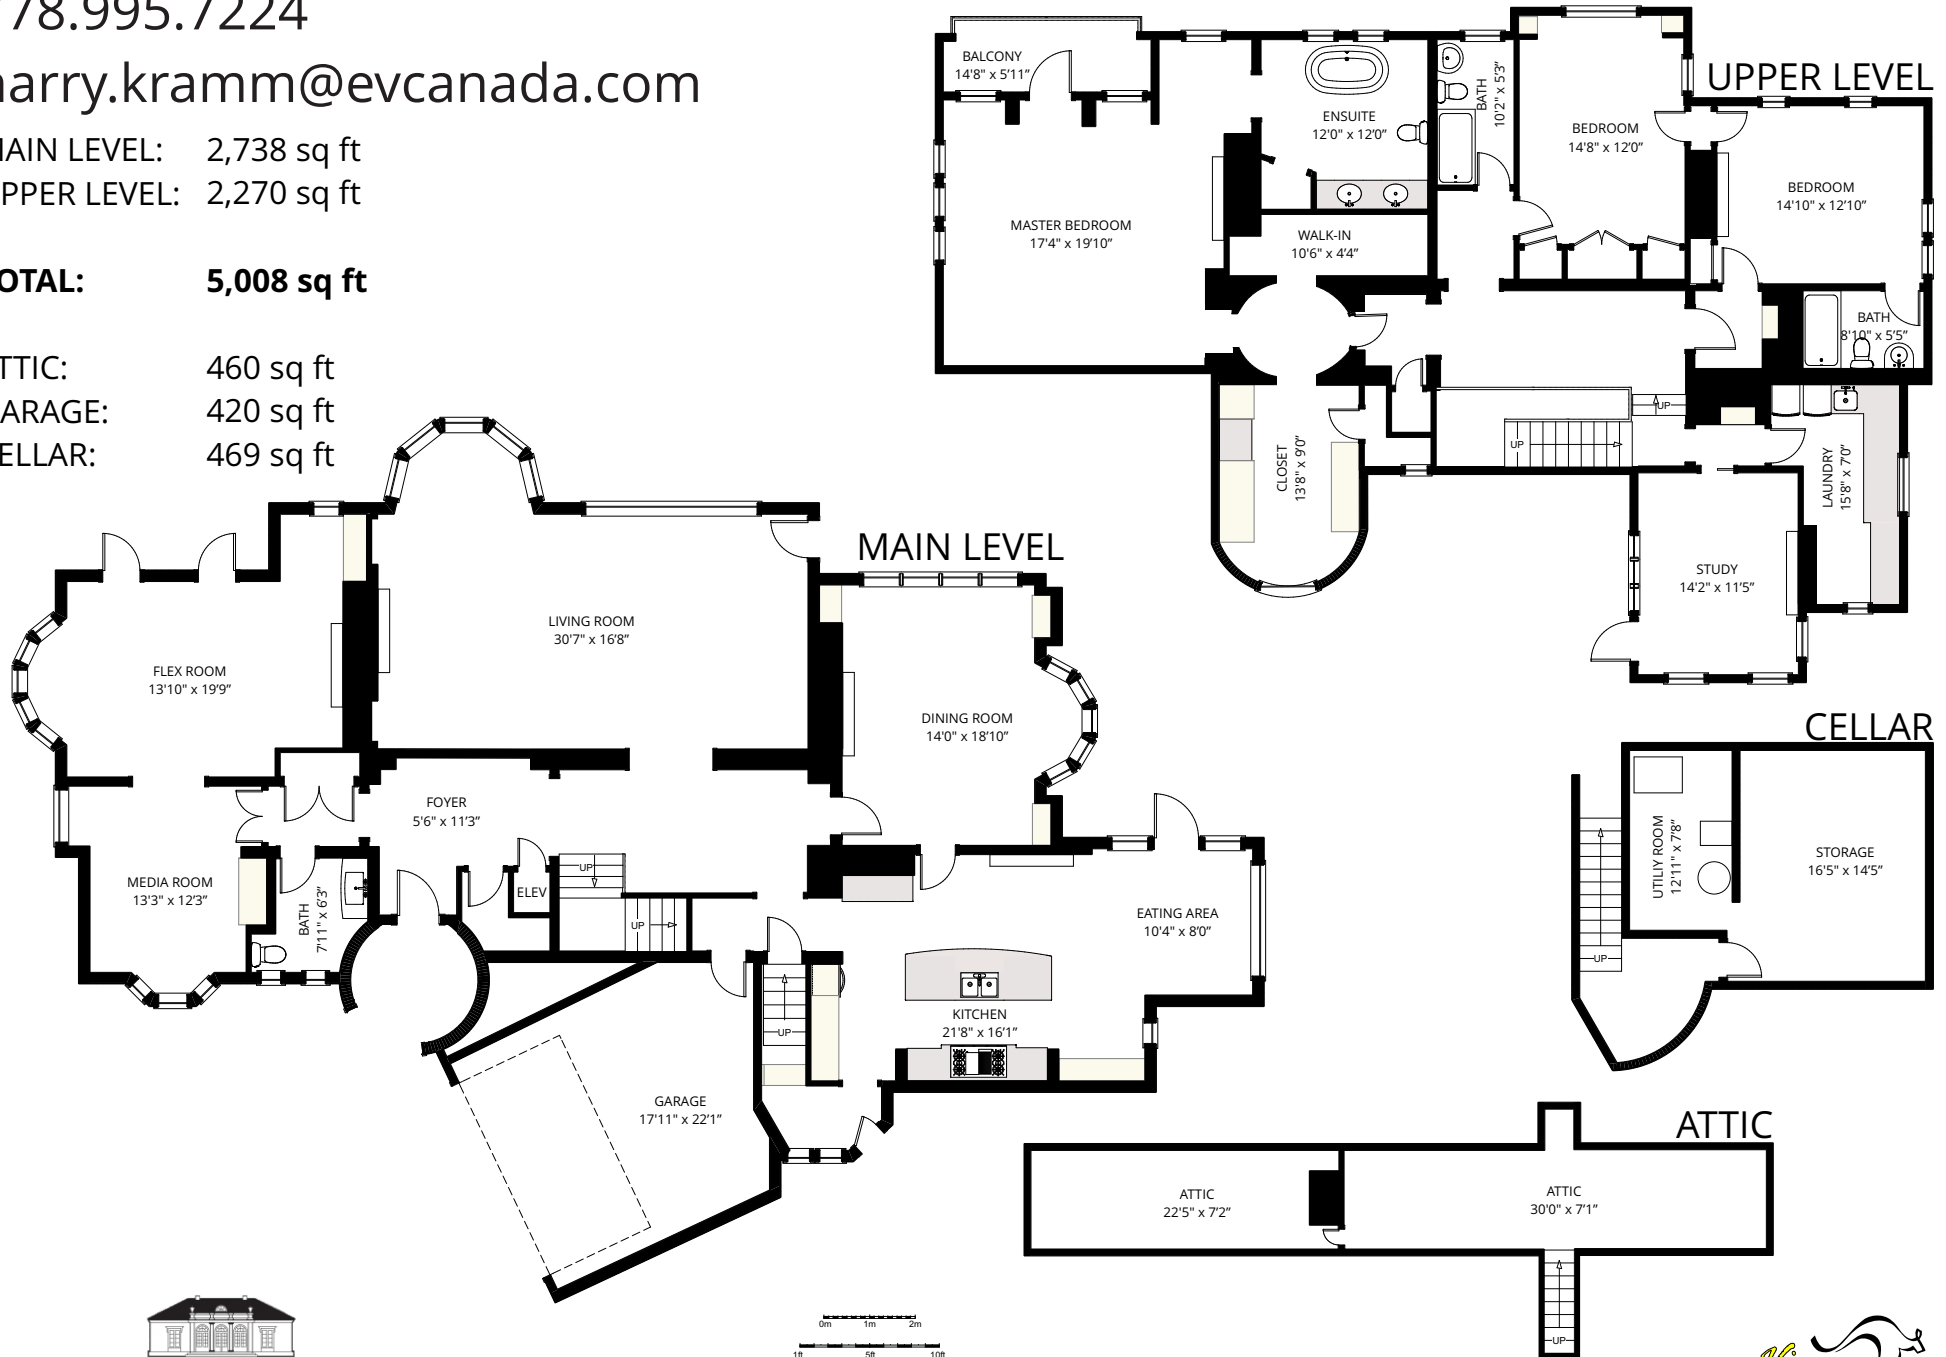 78.995.7224
harry.kramm@evcanada.com
MAIN LEVEL: 2,738 sq ft
UPPER LEVEL: 2,270 sq ft
OTAL: 5,008 sq ft
TTIC: 460 sq ft
ARAGE: 420 sq ft
ELLAR: 469 sq ft
UPPER LEVEL
BALCONY
14'8" x 5'11"
ENSUITE
12'0" x 12'0"
BATH
10'2" x 5'3"
BEDROOM
14'8" x 12'0"
BEDROOM
14'10" x 12'10"
MASTER BEDROOM
17'4" x 19'10"
WALK-IN
10'6" x 4'4"
BATH
8'10" x 5'5"
UP
UP
CLOSET
13'8" x 9'0"
LAUNDRY
15'8" x 7'0"
STUDY
14'2" x 11'5"
MAIN LEVEL
LIVING ROOM
30'7" x 16'8"
FLEX ROOM
13'10" x 19'9"
DINING ROOM
14'0" x 18'10"
FOYER
5'6" x 11'3"
MEDIA ROOM
13'3" x 12'3"
BATH
7'11" x 6'3"
ELEV
UP
UP
EATING AREA
10'4" x 8'0"
KITCHEN
21'8" x 16'1"
UP
GARAGE
17'11" x 22'1"
CELLAR
UTILIY ROOM
12'11" x 7'8"
STORAGE
16'5" x 14'5"
UP
ATTIC
ATTIC
22'5" x 7'2"
ATTIC
30'0" x 7'1"
UP
0m 1m 2m
1ft 5ft 10ft